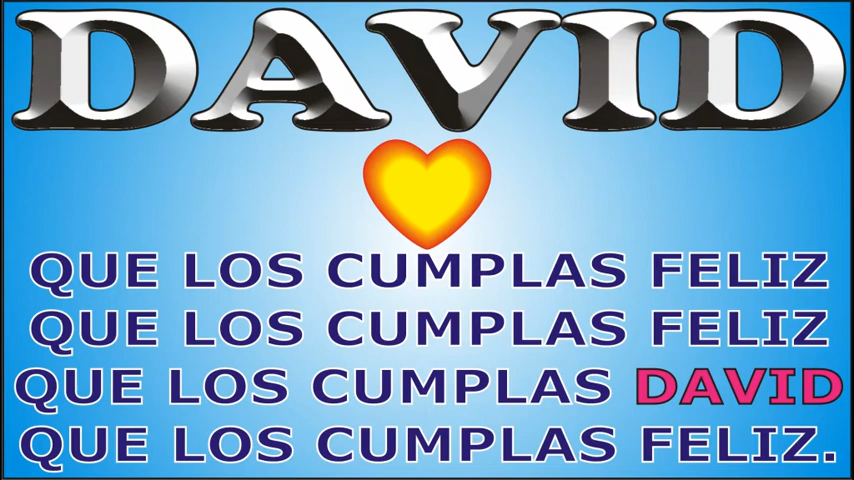 DAVID
QUE LOS CUMPLAS FELIZ
QUE LOS CUMPLAS FELIZ
QUE LOS CUMPLAS DAVID
QUE LOS CUMPLAS FELIZ.